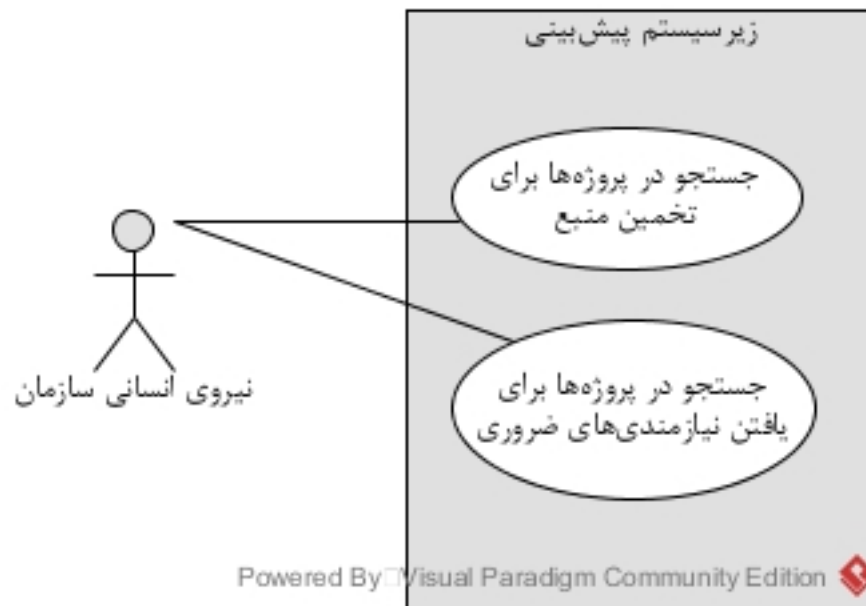 زیرسیستم پیش‌بینی
جستجو در پروژه‌ها برای
تخمین منبع
نیروی انسانی سازمان
جستجو در پروژه‌ها برای
یافتن نیازمندی‌های ضروری
Powered By Visual Paradigm Community Edition